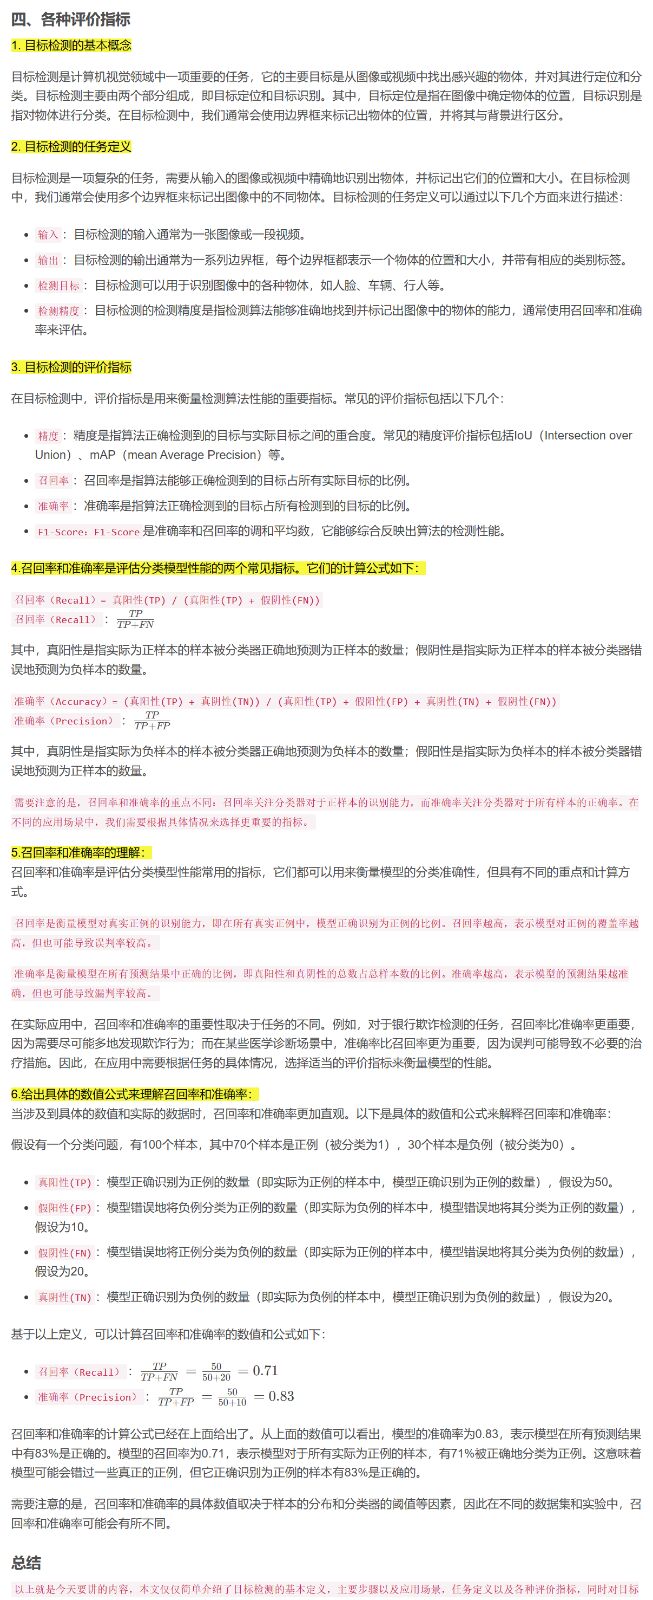 四、各种评价指标
1. 目标检测的基本概念
目标检测是计算机视觉领域中一项重要的任务，它的主要目标是从图像或视频中找出感兴趣的物体，并对其进行定位和分
类。目标检测主要由两个部分组成，即目标定位和目标识别。其中，目标定位是指在图像中确定物体的位置，目标识别是
指对物体进行分类。在目标检测中，我们通常会使用边界框来标记出物体的位置，并将其与背景进行区分。
2. 目标检测的任务定义
目标检测是一项复杂的任务，需要从输入的图像或视频中精确地识别出物体，并标记出它们的位置和大小。在目标检测
中，我们通常会使用多个边界框来标记出图像中的不同物体。目标检测的任务定义可以通过以下几个方面来进行描述：
• 输入：目标检测的输入通常为一张图像或一段视频。
• 输出：目标检测的输出通常为一系列边界框，每个边界框都表示一个物体的位置和大小，并带有相应的类别标签。
• 检测目标：目标检测可以用于识别图像中的各种物体，如人脸、车辆、行人等。
• 检测精度：目标检测的检测精度是指检测算法能够准确地找到并标记出图像中的物体的能力，通常使用召回率和准确
率来评估。
3. 目标检测的评价指标
在目标检测中，评价指标是用来衡量检测算法性能的重要指标。常见的评价指标包括以下几个：
• 精度：精度是指算法正确检测到的目标与实际目标之间的重合度。常见的精度评价指标包括IoU（Intersection over
Union）、mAP（mean Average Precision）等。
• 召回率：召回率是指算法能够正确检测到的目标占所有实际目标的比例。
• 准确率：准确率是指算法正确检测到的目标占所有检测到的目标的比例。
• F1-Score：F1-Score是准确率和召回率的调和平均数，它能够综合反映出算法的检测性能。
4.召回率和准确率是评估分类模型性能的两个常见指标。它们的计算公式如下：
召回率（Recall）= 真阳性(TP) / (真阳性(TP) + 假阴性(FN))
召回率（Recall）：TP/TP+FN
其中，真阳性是指实际为正样本的样本被分类器正确地预测为正样本的数量；假阴性是指实际为正样本的样本被分类器错
误地预测为负样本的数量。
准确率（Accuracy）= (真阳性(TP) + 真阴性(TN)) / (真阳性(TP) + 假阳性(FP) + 真阴性(TN) + 假阴性(FN))
准确率（Precision）：TP/TP+FP
其中，真阴性是指实际为负样本的样本被分类器正确地预测为负样本的数量；假阳性是指实际为负样本的样本被分类器错
误地预测为正样本的数量。
需要注意的是，召回率和准确率的重点不同：召回率关注分类器对于正样本的识别能力，而准确率关注分类器对于所有样本的正确率。在
不同的应用场景中，我们需要根据具体情况来选择更重要的指标。
5.召回率和准确率的理解：
召回率和准确率是评估分类模型性能常用的指标，它们都可以用来衡量模型的分类准确性，但具有不同的重点和计算方
式。
召回率是衡量模型对真实正例的识别能力，即在所有真实正例中，模型正确识别为正例的比例。召回率越高，表示模型对正例的覆盖率越
高，但也可能导致误判率较高。
准确率是衡量模型在所有预测结果中正确的比例，即真阳性和真阴性的总数占总样本数的比例。准确率越高，表示模型的预测结果越准
确，但也可能导致漏判率较高。
在实际应用中，召回率和准确率的重要性取决于任务的不同。例如，对于银行欺诈检测的任务，召回率比准确率更重要，
因为需要尽可能多地发现欺诈行为；而在某些医学诊断场景中，准确率比召回率更为重要，因为误判可能导致不必要的治
疗措施。因此，在应用中需要根据任务的具体情况，选择适当的评价指标来衡量模型的性能。
6.给出具体的数值公式来理解召回率和准确率：
当涉及到具体的数值和实际的数据时，召回率和准确率更加直观。以下是具体的数值和公式来解释召回率和准确率：
假设有一个分类问题，有100个样本，其中70个样本是正例（被分类为1），30个样本是负例（被分类为0）。
• 真阳性(TP)：模型正确识别为正例的数量（即实际为正例的样本中，模型正确识别为正例的数量），假设为50。
• 假阳性(FP)：模型错误地将负例分类为正例的数量（即实际为负例的样本中，模型错误地将其分类为正例的数量），
假设为10。
• 假阴性(FN)：模型错误地将正例分类为负例的数量（即实际为正例的样本中，模型错误地将其分类为负例的数量），
假设为20。
• 真阴性(TN)：模型正确识别为负例的数量（即实际为负例的样本中，模型正确识别为负例的数量），假设为20。
基于以上定义，可以计算召回率和准确率的数值和公式如下：
• 召回率（Recall）：TP/TP+FN = 50/50+20 = 0.71
• 准确率（Precision）：TP/TP+FP = 50/50+10 = 0.83
召回率和准确率的计算公式已经在上面给出了。从上面的数值可以看出，模型的准确率为0.83，表示模型在所有预测结果
中有83%是正确的。模型的召回率为0.71，表示模型对于所有实际为正例的样本，有71%被正确地分类为正例。这意味着
模型可能会错过一些真正的正例，但它正确识别为正例的样本有83%是正确的。
需要注意的是，召回率和准确率的具体数值取决于样本的分布和分类器的阈值等因素，因此在不同的数据集和实验中，召
回率和准确率可能会有所不同。
总结
以上就是今天要讲的内容，本文仅仅简单介绍了目标检测的基本定义，主要步骤以及应用场景，任务定义以及各种评价指标，同时对目标